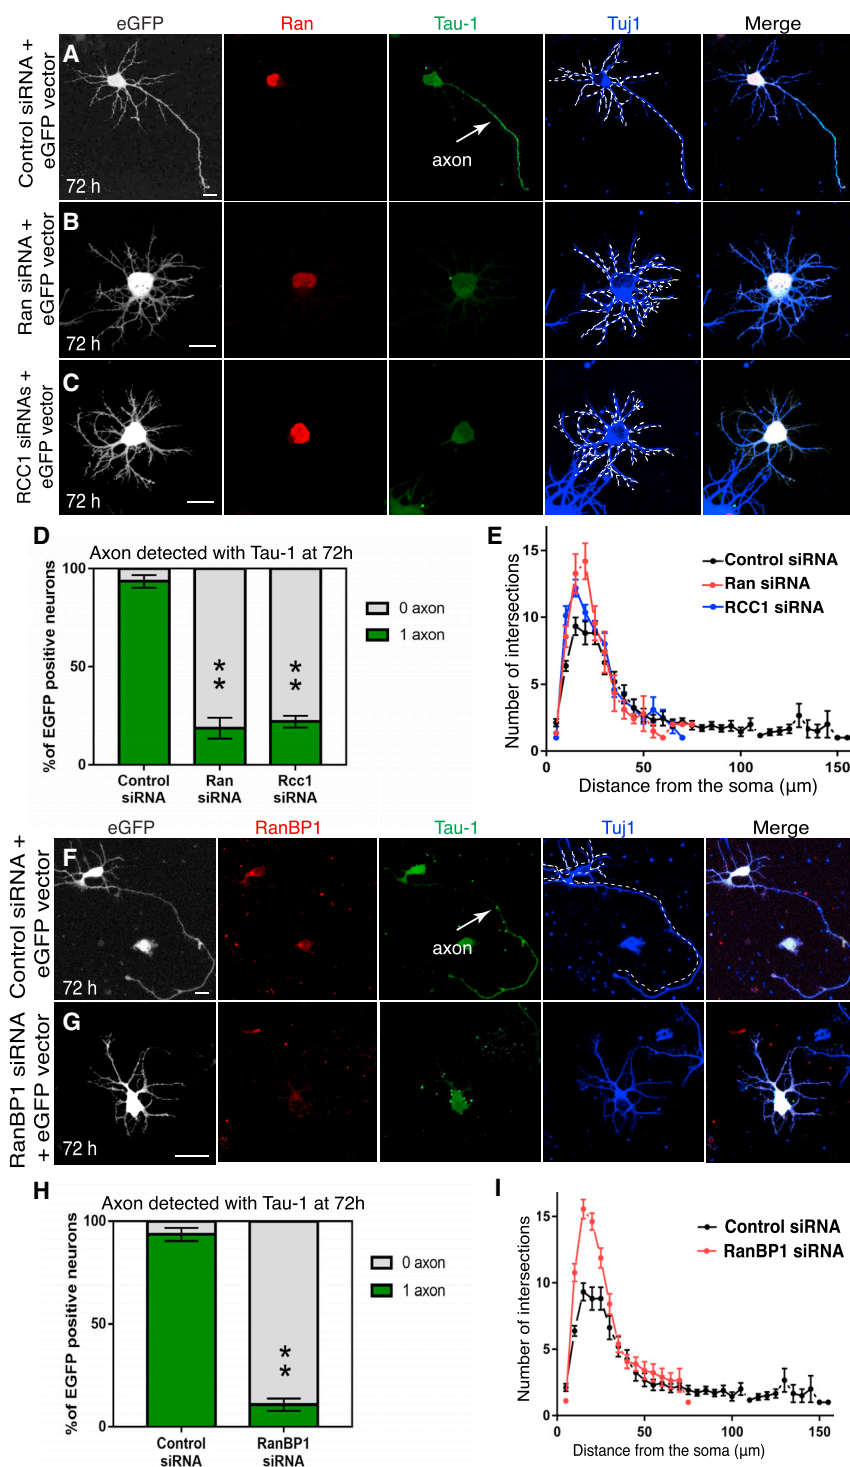 eGFP Ran Tau-1 Tuj1 Merge
Control siRNA +
eGFP vector
A
axon
72 h
Ran siRNA +
eGFP vector
B
72 h
RCC1 siRNAs +
eGFP vector
C
72 h
D
Axon detected with Tau-1 at 72h
%of EGFP positive neurons
100
50
0
** **
0 axon
1 axon
Control
siRNA
Ran
siRNA
Rcc1
siRNA
E
Number of intersections
15
10
5
0
0 50 100 150
Distance from the soma (µm)
Control siRNA
Ran siRNA
RCC1 siRNA
eGFP RanBP1 Tau-1 Tuj1 Merge
Control siRNA +
eGFP vector
F
axon
72 h
RanBP1 siRNA
+ eGFP vector
G
72 h
H
Axon detected with Tau-1 at 72h
%of EGFP positive neurons
100
50
0
**
0 axon
1 axon
Control
siRNA
RanBP1
siRNA
I
Number of intersections
15
10
5
0
0 50 100 150
Distance from the soma (µm)
Control siRNA
RanBP1 siRNA